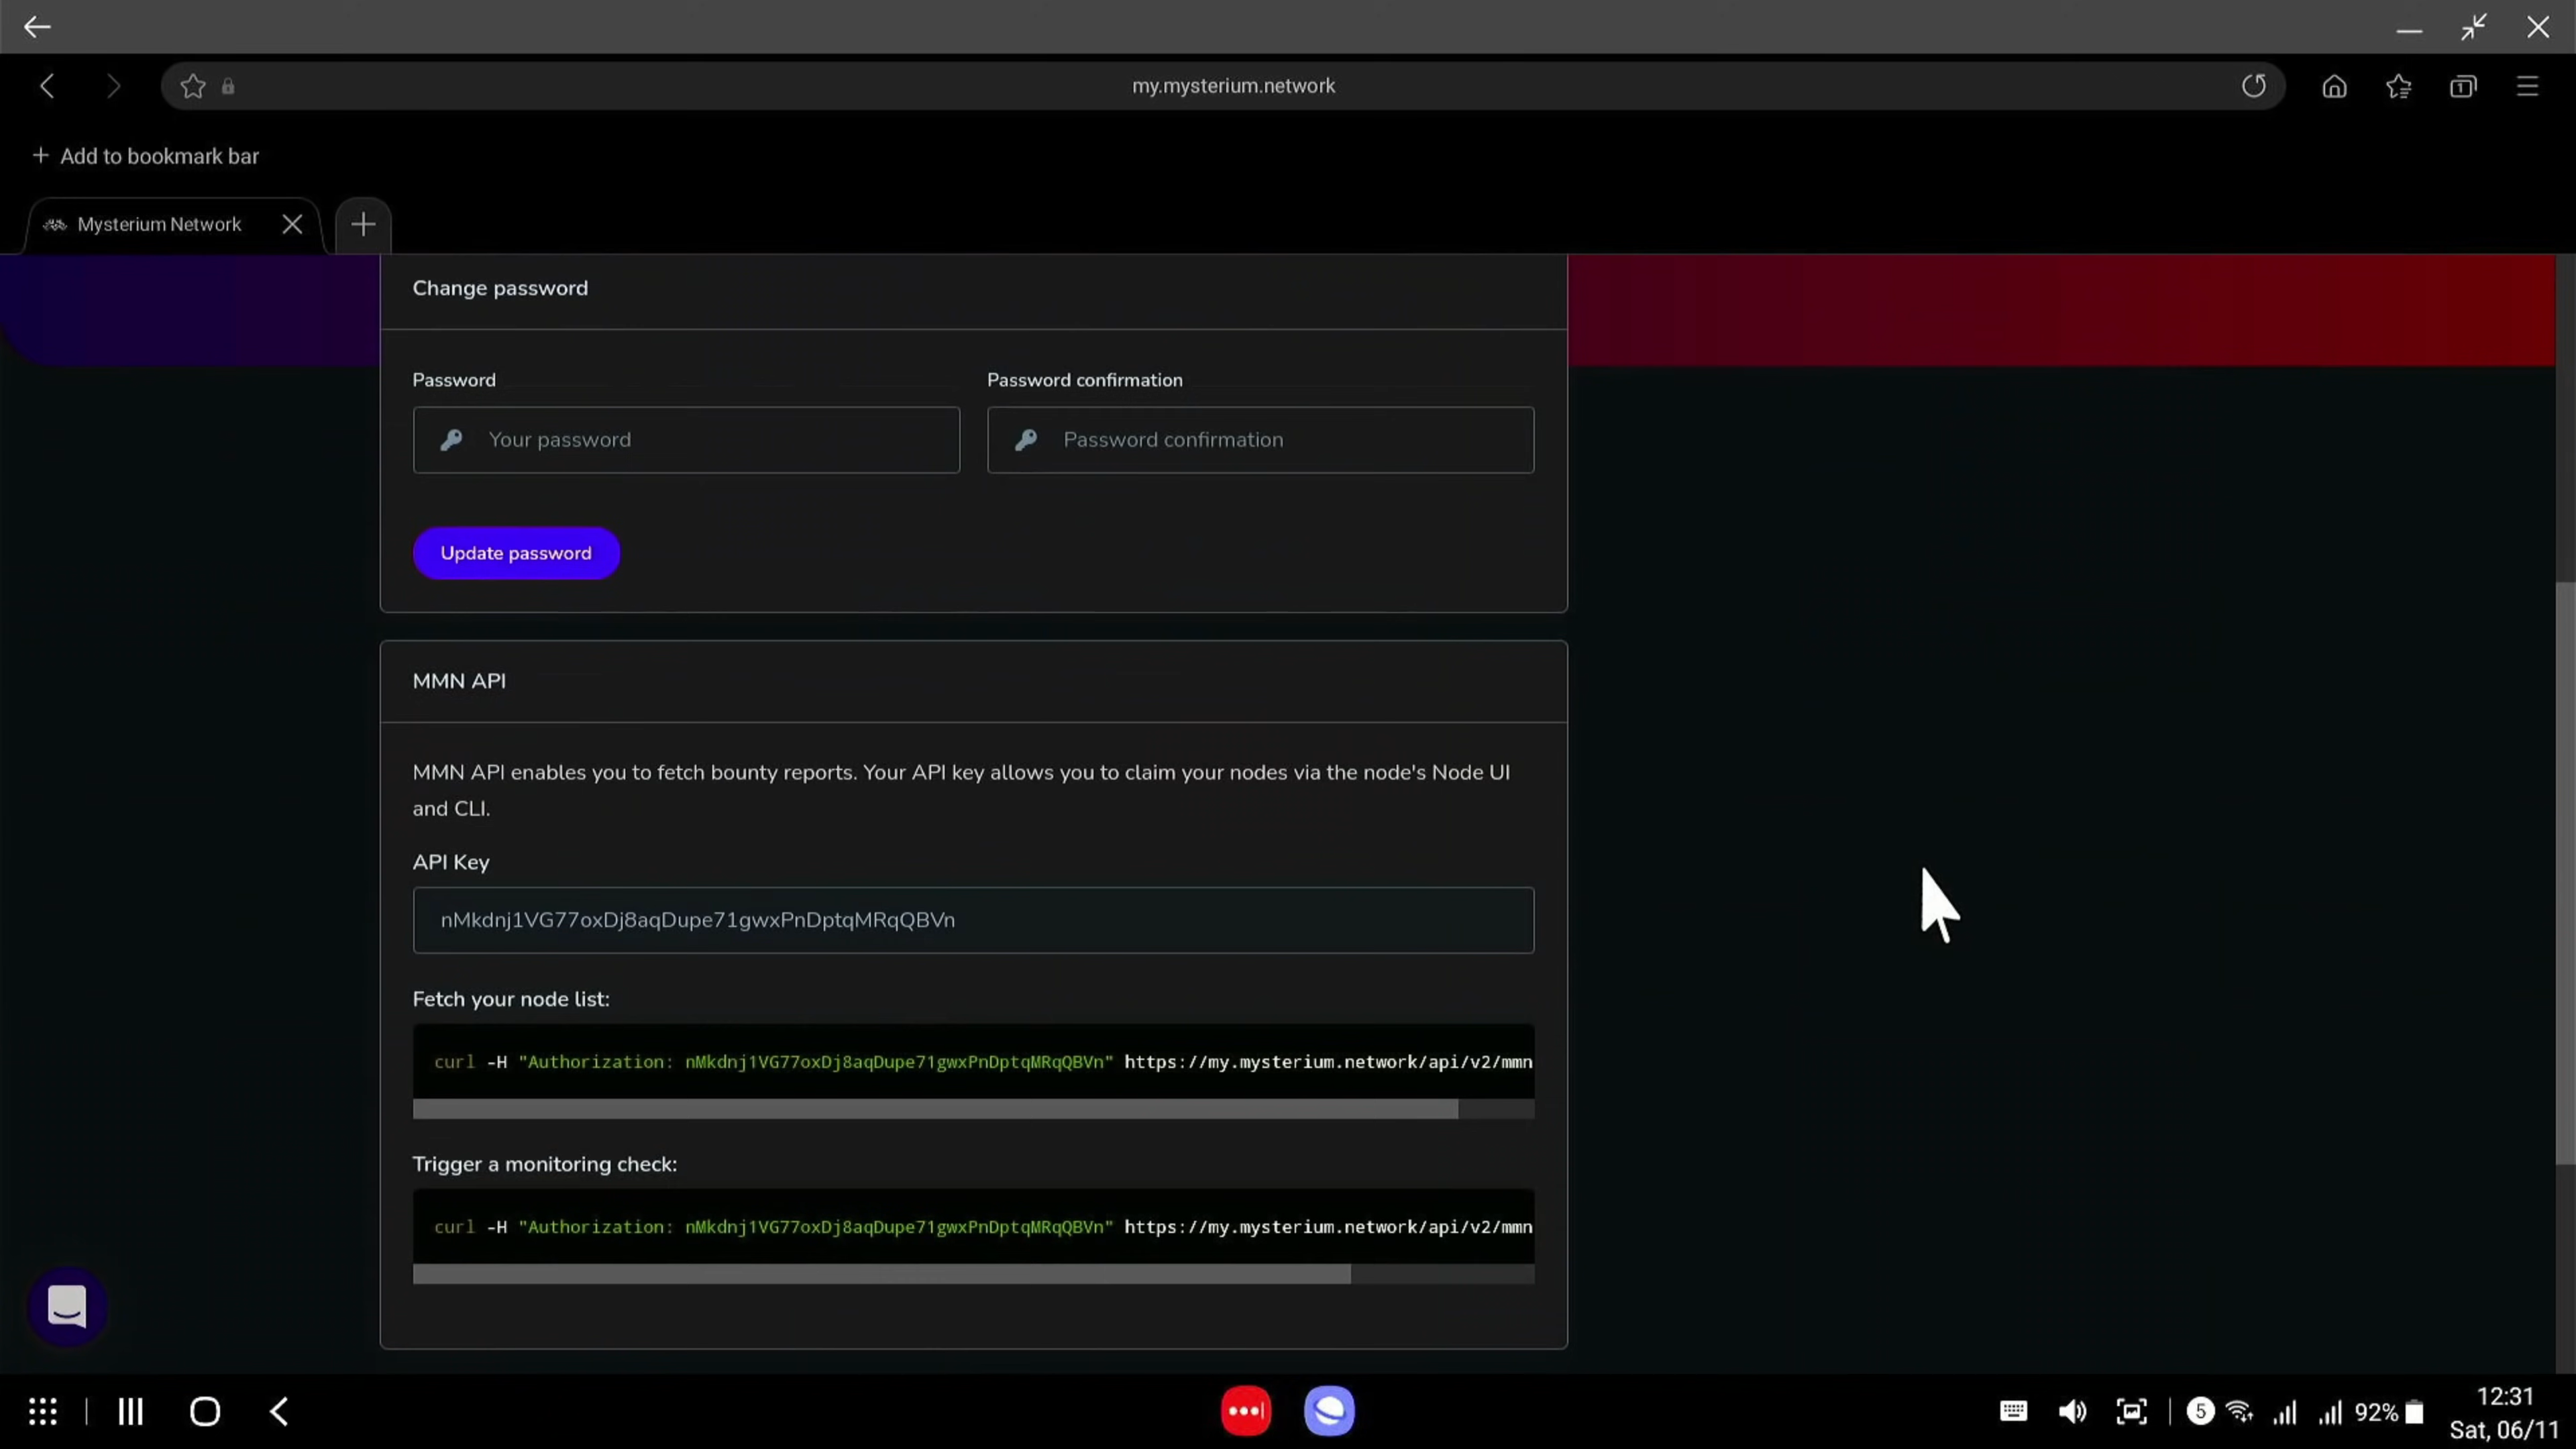 my.mysterium.network
+ Add to bookmark bar
Mysterium Network
Change password
Password
Password confirmation
Your password
Password confirmation
Update password
MMN API
MMN API enables you to fetch bounty reports. Your API key allows you to claim your nodes via the node's Node UI
and CLI.
API Key
nMkdnj1VG77oxDj8aqDupe71gwxPnDptqMRqQBVn
Fetch your node list:
curl -H "Authorization: nMkdnj1VG77oxDj8aqDupe71gwxPnDptqMRqQBVn" https://my.mysterium.network/api/v2/mmn
Trigger a monitoring check:
curl -H "Authorization: nMkdnj1VG77oxDj8aqDupe71gwxPnDptqMRqQBVn" https://my.mysterium.network/api/v2/mmn
5
92%
12:31
Sat, 06/11